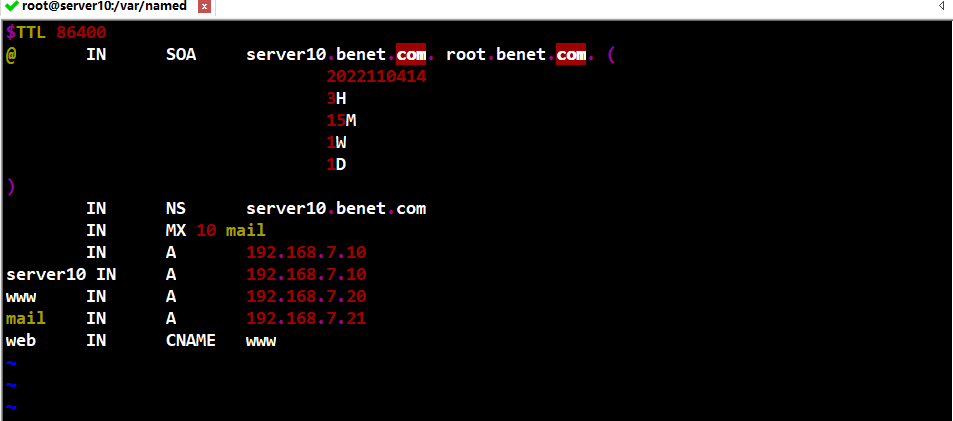 root@server10:/var/named x
$TTL 86400
@ IN SOA server10.benet.com. root.benet.com. (
2022110414
3H
15M
1W
1D
)
IN NS server10.benet.com
IN MX 10 mail
IN A 192.168.7.10
server10 IN A 192.168.7.10
www IN A 192.168.7.20
mail IN A 192.168.7.21
web IN CNAME www
~
~
~